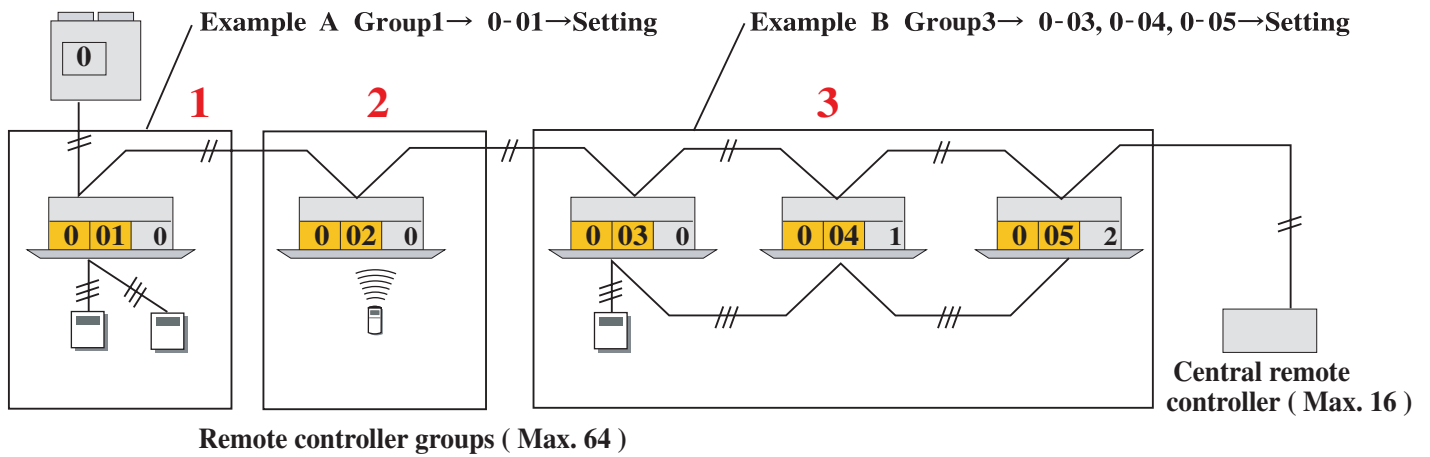 Example A Group1→ 0-01→Setting
Example B Group3→ 0-03, 0-04, 0-05→Setting
0
1
2
3
0 01 0
0 02 0
0 03 0
0 04 1
0 05 2
Central remote
controller ( Max. 16 )
Remote controller groups ( Max. 64 )